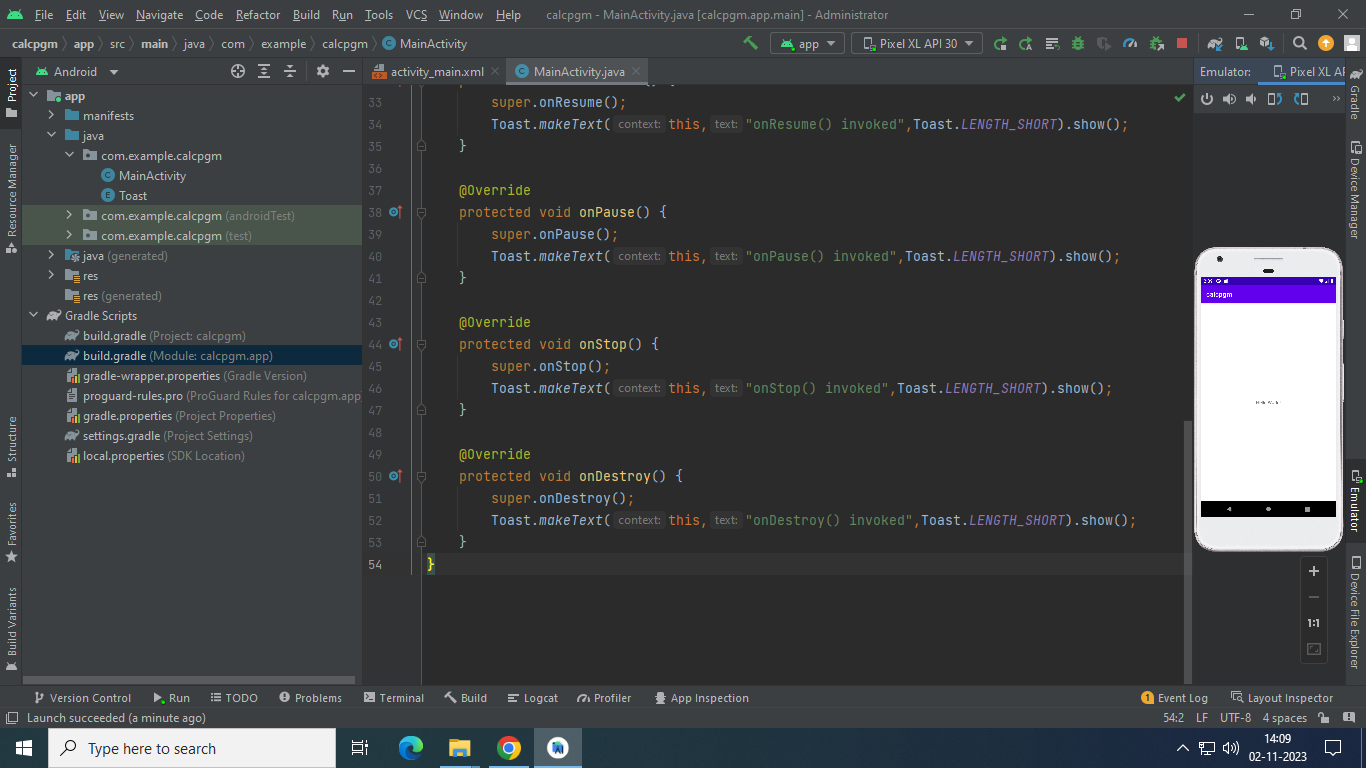 File Edit View Navigate Code Refactor Build Run Tools VCS Window Help calcpgm - MainActivity.java [calcpgm.app.main] - Administrator
calcpgm app src main java com example calcpgm MainActivity app Pixel XL API 30
Project
Resource Manager
Structure
Favorites
Build Variants
Android
app
manifests
java
com.example.calcpgm
MainActivity
Toast
com.example.calcpgm (androidTest)
com.example.calcpgm (test)
java (generated)
res
res (generated)
Gradle Scripts
build.gradle (Project: calcpgm)
build.gradle (Module: calcpgm.app)
gradle-wrapper.properties (Gradle Version)
proguard-rules.pro (ProGuard Rules for calcpgm.app
gradle.properties (Project Properties)
settings.gradle (Project Settings)
local.properties (SDK Location)
activity_main.xml MainActivity.java
33 super.onResume();
34 Toast.makeText( context: this, text: "onResume() invoked",Toast.LENGTH_SHORT).show();
35 }
36
37 @Override
38 protected void onPause() {
39 super.onPause();
40 Toast.makeText( context: this, text: "onPause() invoked",Toast.LENGTH_SHORT).show();
41 }
42
43 @Override
44 protected void onStop() {
45 super.onStop();
46 Toast.makeText( context: this, text: "onStop() invoked",Toast.LENGTH_SHORT).show();
47 }
48
49 @Override
50 protected void onDestroy() {
51 super.onDestroy();
52 Toast.makeText( context: this, text: "onDestroy() invoked",Toast.LENGTH_SHORT).show();
53 }
54 }
Emulator: Pixel XL AP
calcpgm
1:1
Gradle
Device Manager
Emulator
Device File Explorer
Version Control Run TODO Problems Terminal Build Logcat Profiler App Inspection 1 Event Log Layout Inspector
Launch succeeded (a minute ago) 54:2 LF UTF-8 4 spaces
Type here to search
14:09
02-11-2023